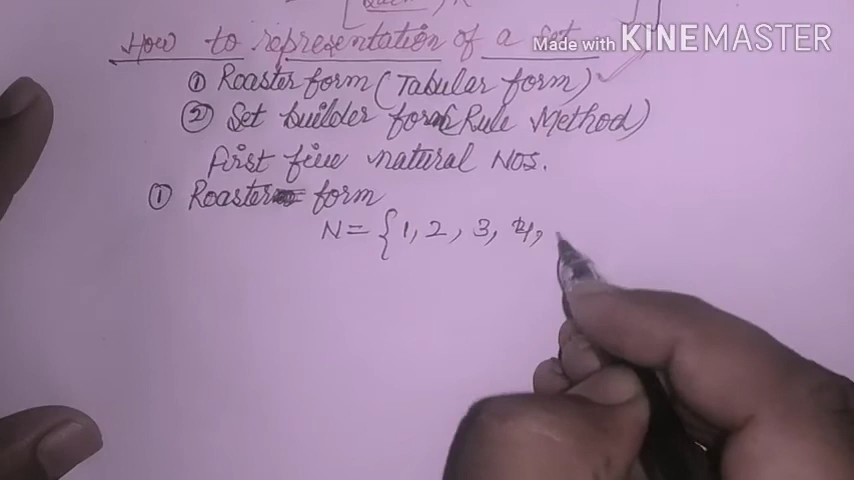 How to representation of a set
Made with KINEMASTER
① Roaster form (Tabular form)
② Set builder form (Rule Method)
First five natural NOS.
① Roaster form
N = { 1, 2, 3, 4,